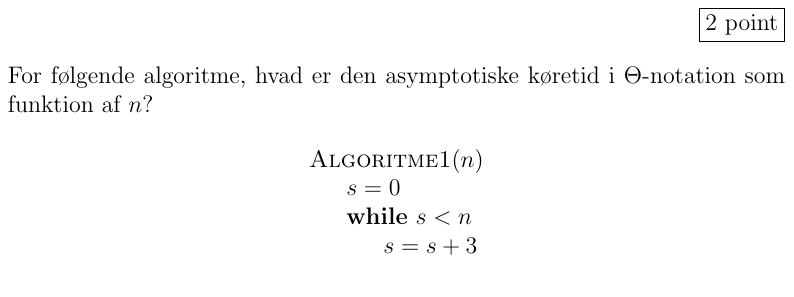 2 point
For følgende algoritme, hvad er den asymptotiske køretid i Θ-notation som
funktion af n?
ALGORITME1(n)
s = 0
while s < n
s = s + 3